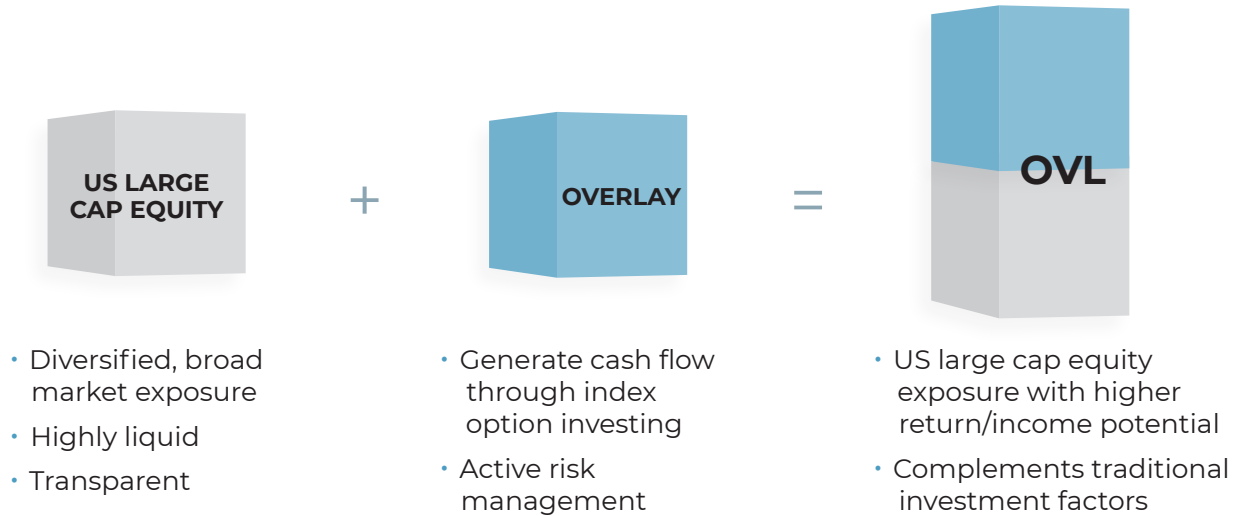 US LARGE
CAP EQUITY
+
OVERLAY
=
OVL
• Diversified, broad
market exposure
• Highly liquid
• Transparent
• Generate cash flow
through index
option investing
• Active risk
management
• US large cap equity
exposure with higher
return/income potential
• Complements traditional
investment factors